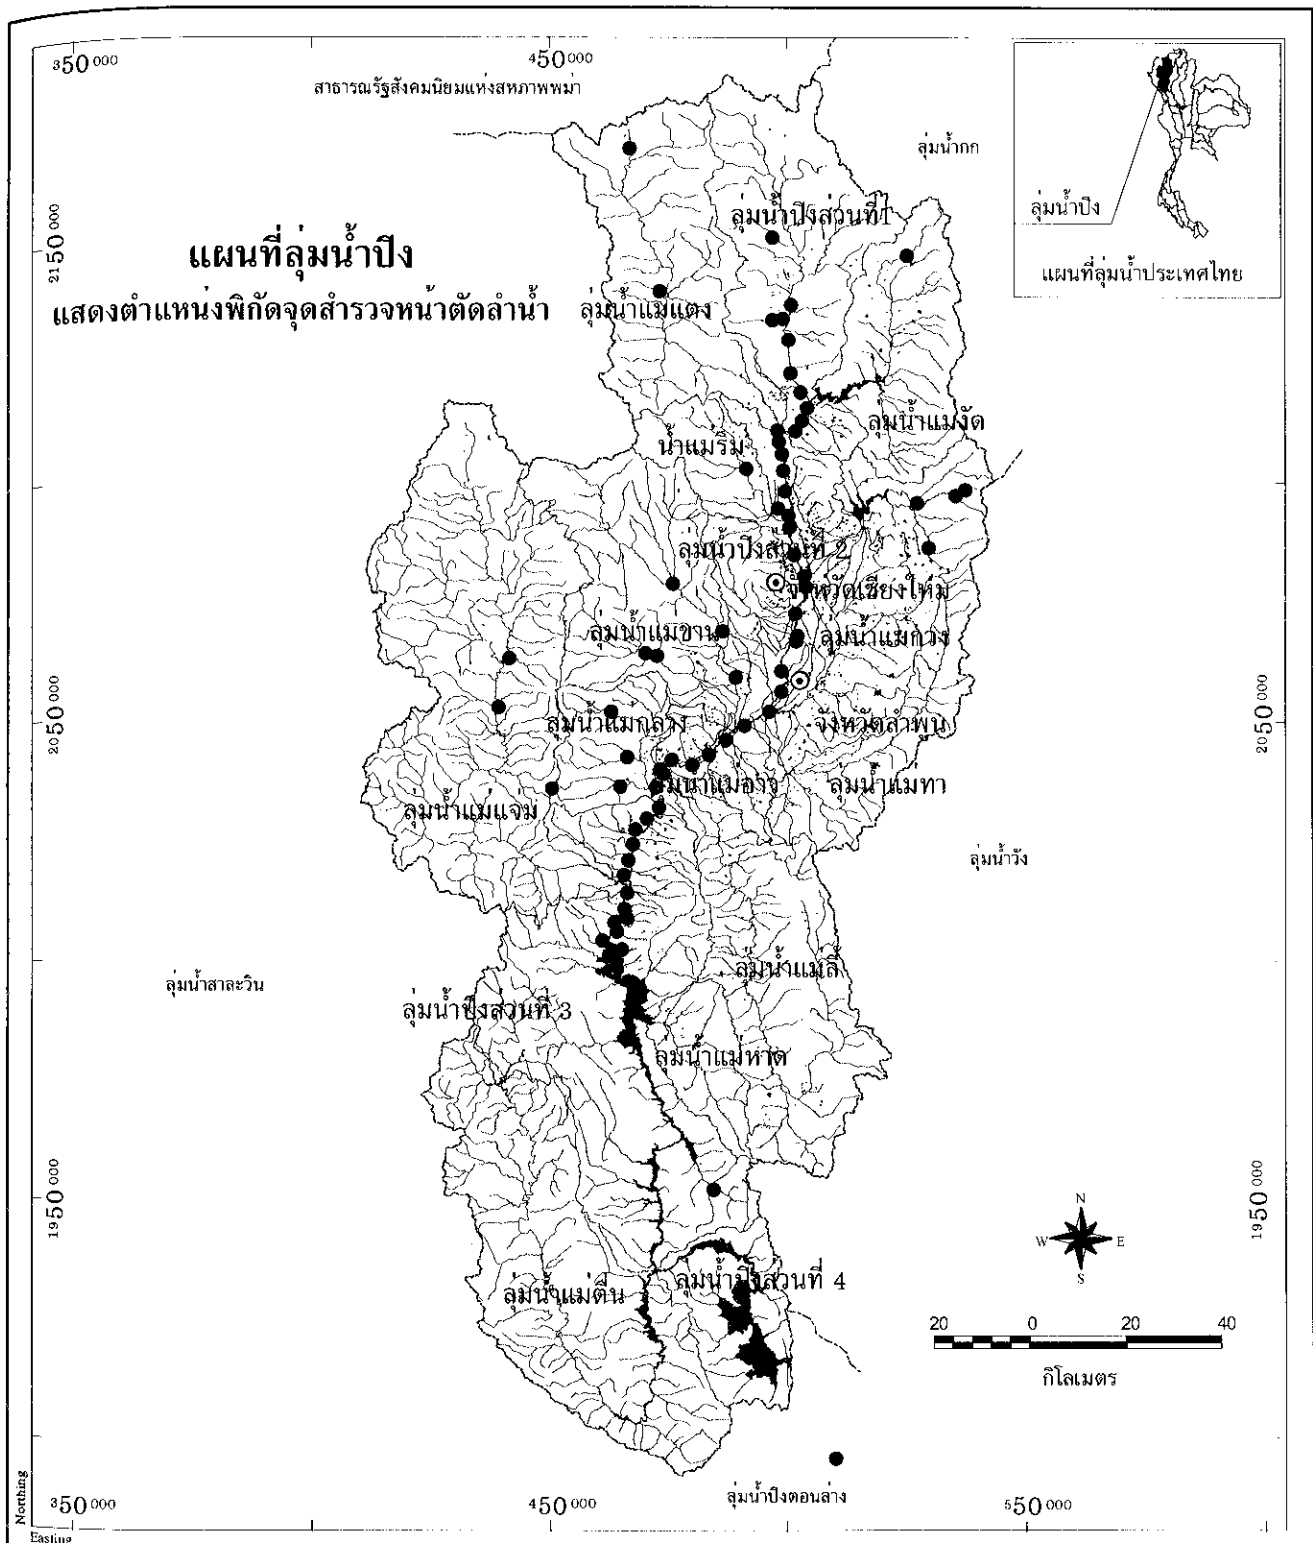 350000
450000
สาธารณรัฐสังคมนิยมแห่งสหภาพพม่า
ลุ่มน้ำกก
ลุ่มน้ำปิง
แผนที่ลุ่มน้ำประเทศไทย
2150000
แผนที่ลุ่มน้ำปิง
แสดงตำแหน่งพิกัดจุดสำรวจหน้าตัดลำน้ำ
ลุ่มน้ำปิงส่วนที่1
ลุ่มน้ำแม่แตง
ลุ่มน้ำแม่งัด
น้ำแม่ริม
ลุ่มน้ำปิงส่วนที่ 2
จังหวัดเชียงใหม่
ลุ่มน้ำแม่ขาน
ลุ่มน้ำแม่กวง
2050000
2050000
ลุ่มน้ำแม่กลาง
จังหวัดลำพูน
ลุ่มน้ำแม่อาว
ลุ่มน้ำแม่ทา
ลุ่มน้ำแม่แจ่ม
ลุ่มน้ำวัง
ลุ่มน้ำแม่ลี้
ลุ่มน้ำสาละวิน
ลุ่มน้ำปิงส่วนที่ 3
ลุ่มน้ำแม่หาด
1950000
1950000
N
W
E
S
ลุ่มน้ำแม่ตื่น
ลุ่มน้ำปิงส่วนที่ 4
20 0 20 40
กิโลเมตร
ลุ่มน้ำปิงตอนล่าง
Northing
350000
450000
550000
Easting